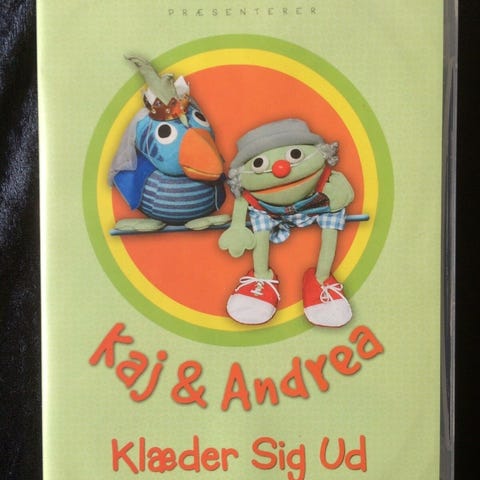 PRÆSENTERER
Kaj & Andrea
Klæder Sig Ud